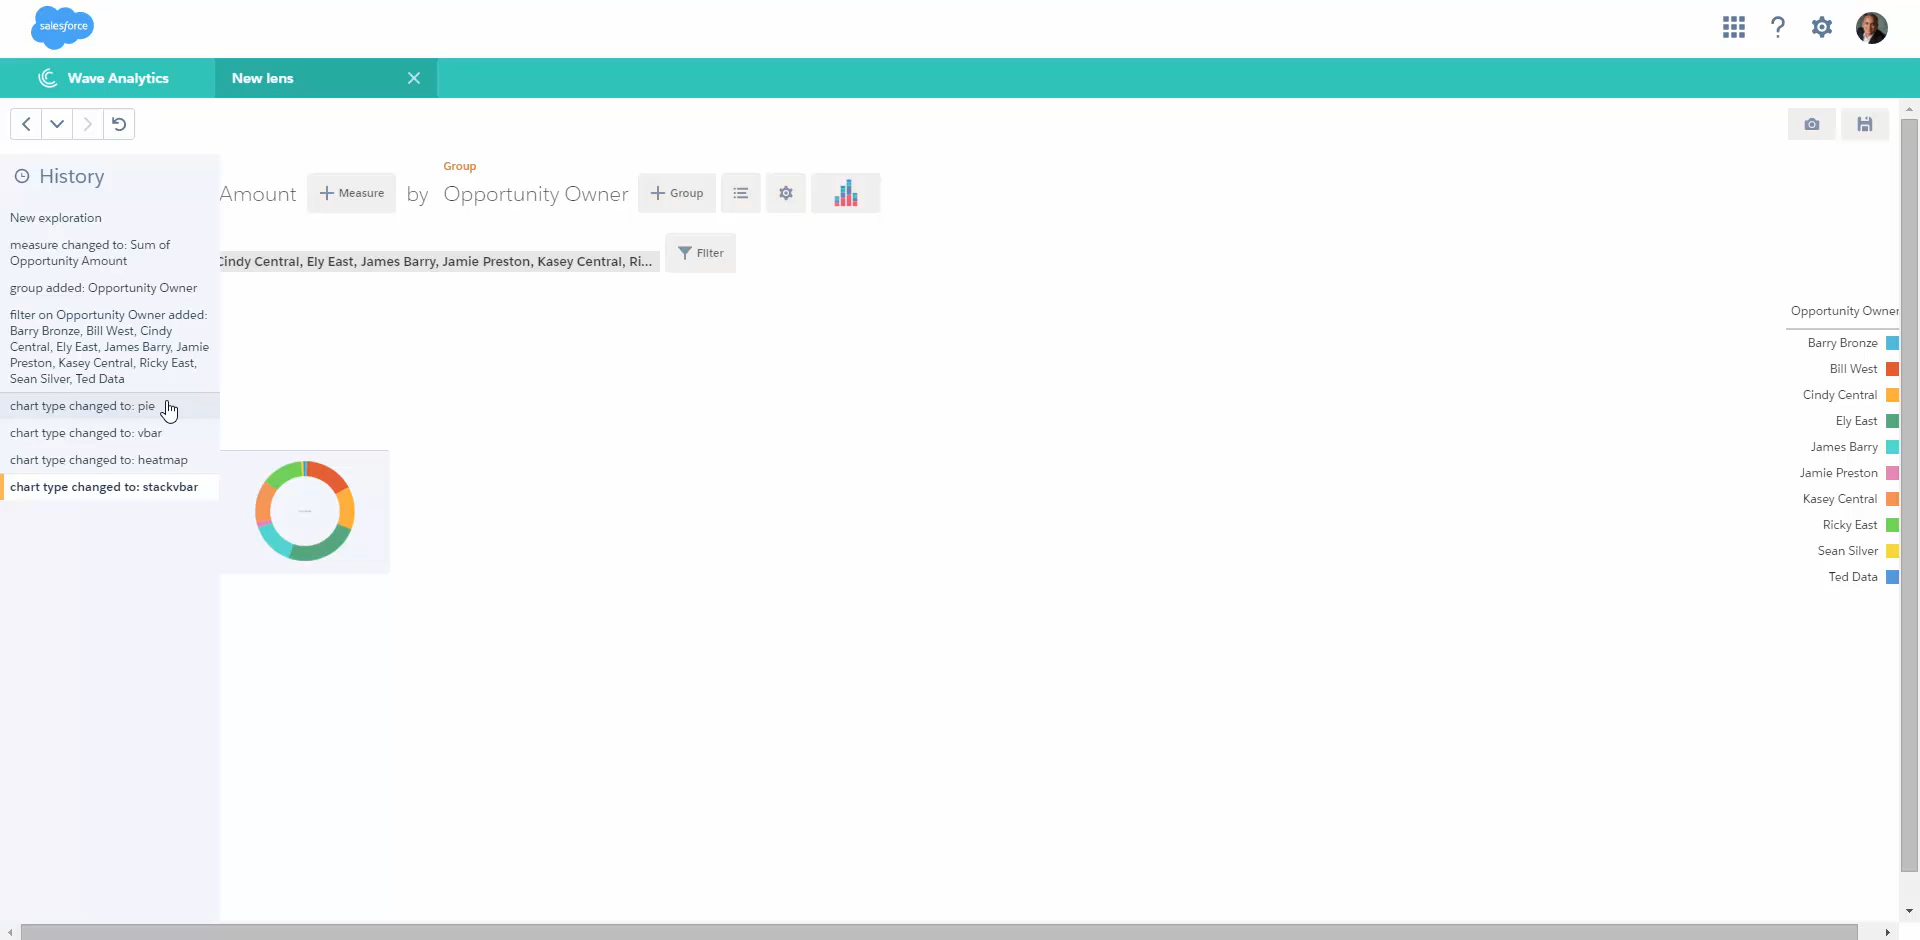 salesforce
Wave Analytics
New lens
History
New exploration
measure changed to: Sum of
Opportunity Amount
group added: Opportunity Owner
filter on Opportunity Owner added:
Barry Bronze, Bill West, Cindy
Central, Ely East, James Barry, Jamie
Preston, Kasey Central, Ricky East,
Sean Silver, Ted Data
chart type changed to: pie
chart type changed to: vbar
chart type changed to: heatmap
chart type changed to: stackvbar
Group
Amount + Measure by Opportunity Owner + Group
Cindy Central, Ely East, James Barry, Jamie Preston, Kasey Central, Ri... Filter
Opportunity Owner
Barry Bronze
Bill West
Cindy Central
Ely East
James Barry
Jamie Preston
Kasey Central
Ricky East
Sean Silver
Ted Data